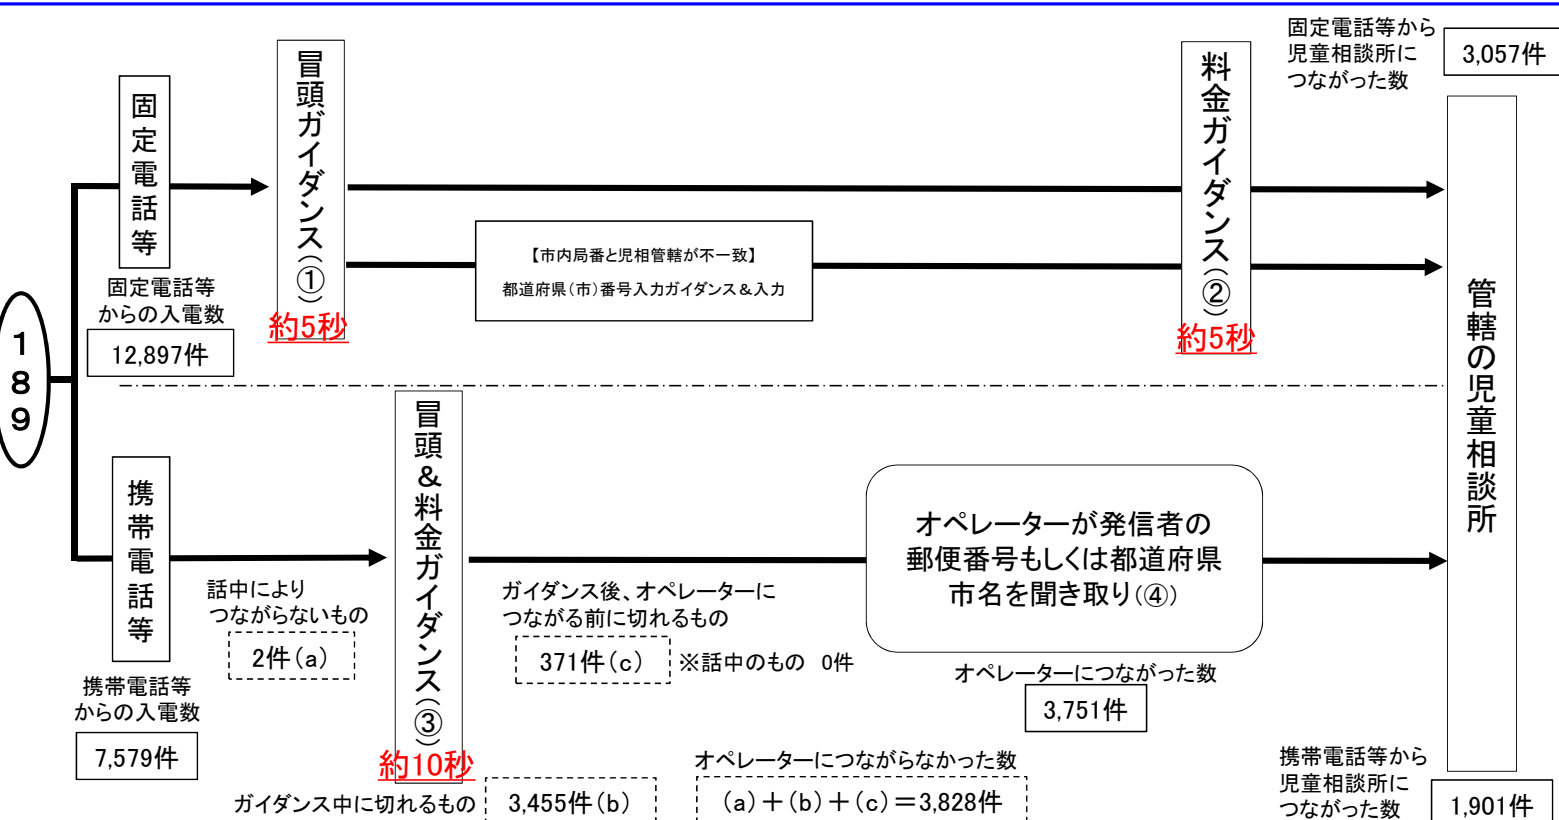 189
固定電話等
固定電話等
からの入電数
12,897件
冒頭ガイダンス(①)
約5秒
【市内局番と児相管轄が不一致】
都道府県(市)番号入力ガイダンス&入力
料金ガイダンス(②)
約5秒
固定電話等から
児童相談所に
つながった数
3,057件
管轄の児童相談所
携帯電話等
携帯電話等
からの入電数
7,579件
話中により
つながらないもの
2件(a)
冒頭&料金ガイダンス(③)
約10秒
ガイダンス中に切れるもの
3,455件(b)
ガイダンス後、オペレーターに
つながる前に切れるもの
371件(c)
※話中のもの 0件
オペレーターが発信者の
郵便番号もしくは都道府県
市名を聞き取り(④)
オペレーターにつながった数
3,751件
オペレーターにつながらなかった数
(a)+(b)+(c)=3,828件
携帯電話等から
児童相談所に
つながった数
1,901件